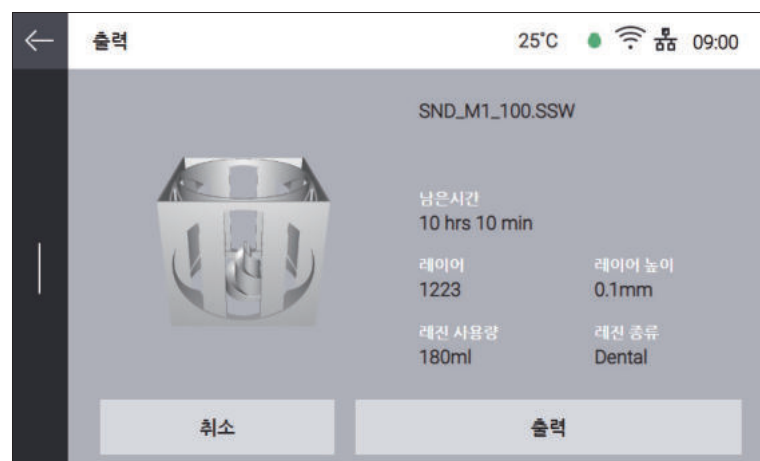 출력 25°C 09:00
SND_M1_100.SSW
남은시간
10 hrs 10 min
레이어 레이어 높이
1223 0.1mm
레진 사용량 레진 종류
180ml Dental
취소 출력